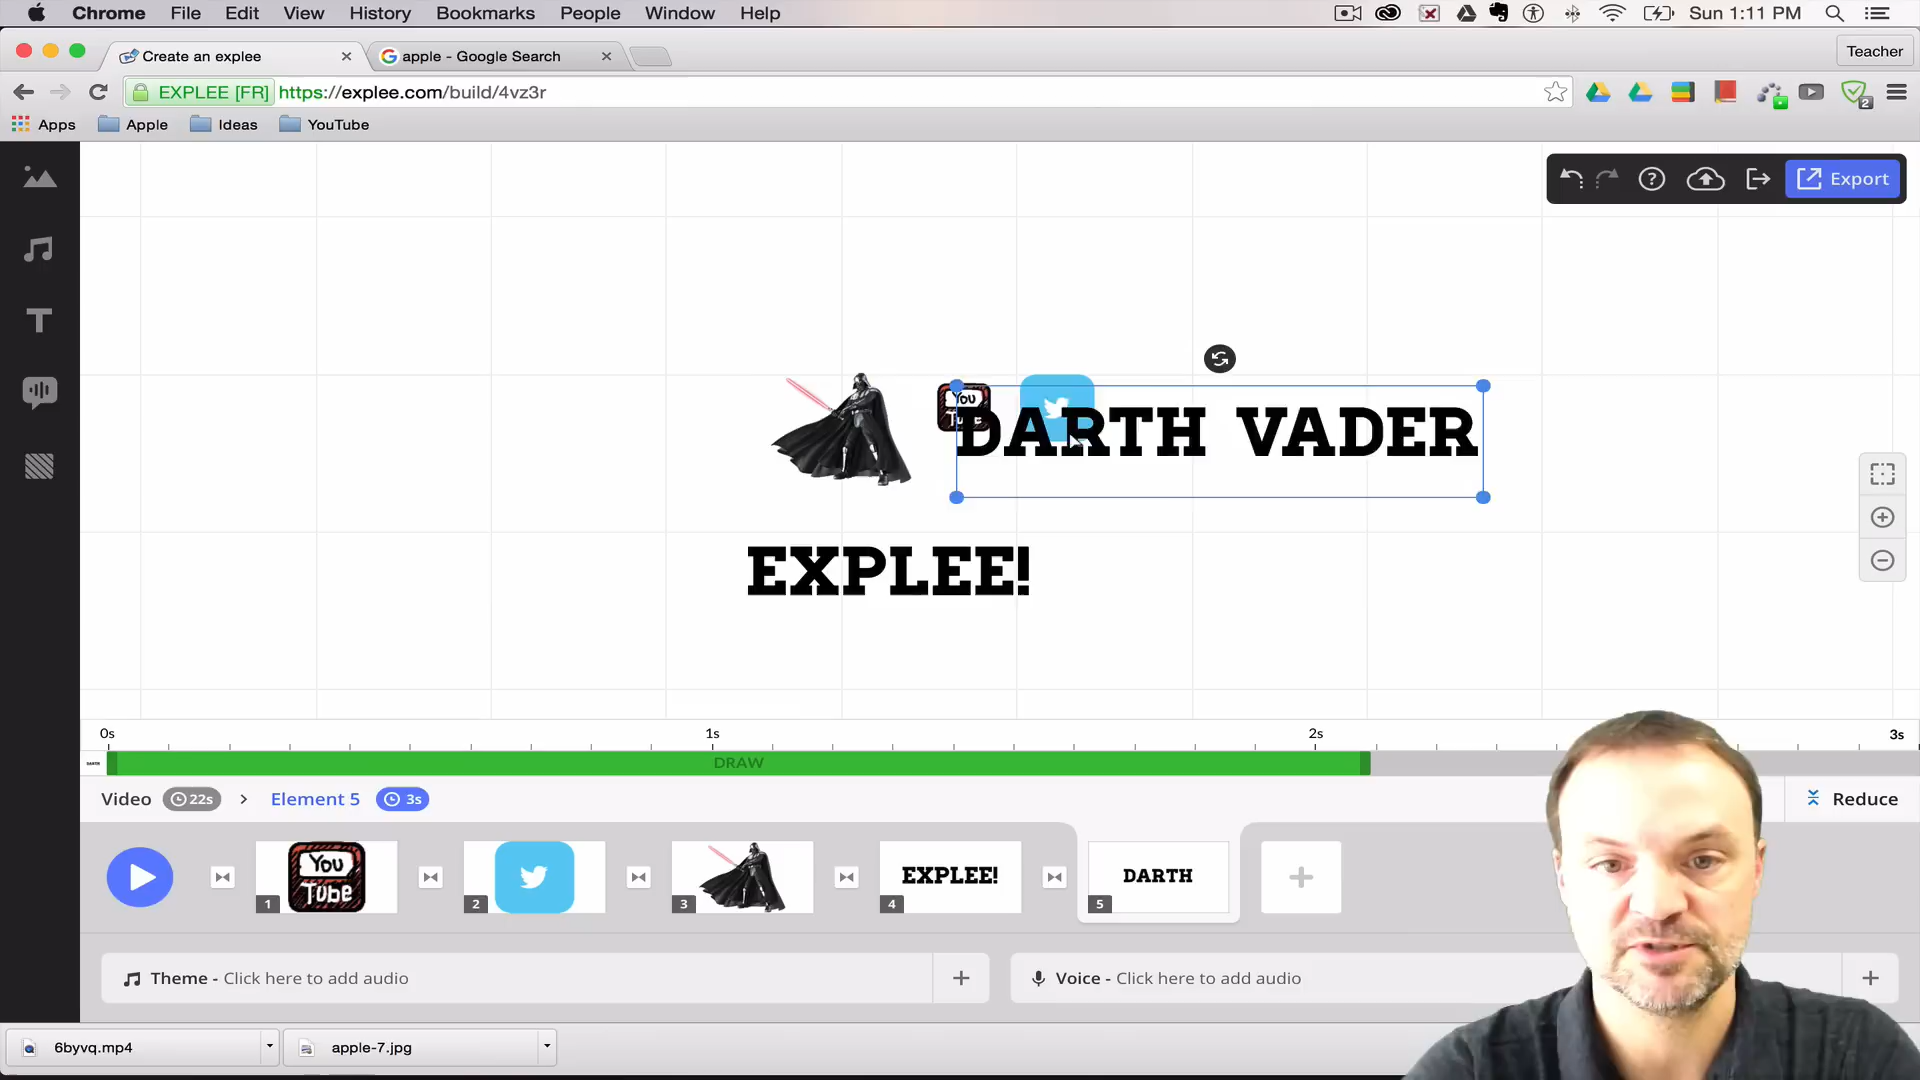 Chrome File Edit View History Bookmarks People Window Help Sun 1:11 PM
Create an explee apple - Google Search Teacher
EXPLEE [FR] https://explee.com/build/4vz3r 2
Apps Apple Ideas YouTube
Export
You
DARTH VADER
EXPLEE!
0s 1s 2s 3s
DARTH DRAW
Video 22s > Element 5 3s Reduce
You Tube EXPLEE! DARTH
1 2 3 4 5
Theme - Click here to add audio Voice - Click here to add audio
6byvq.mp4 apple-7.jpg